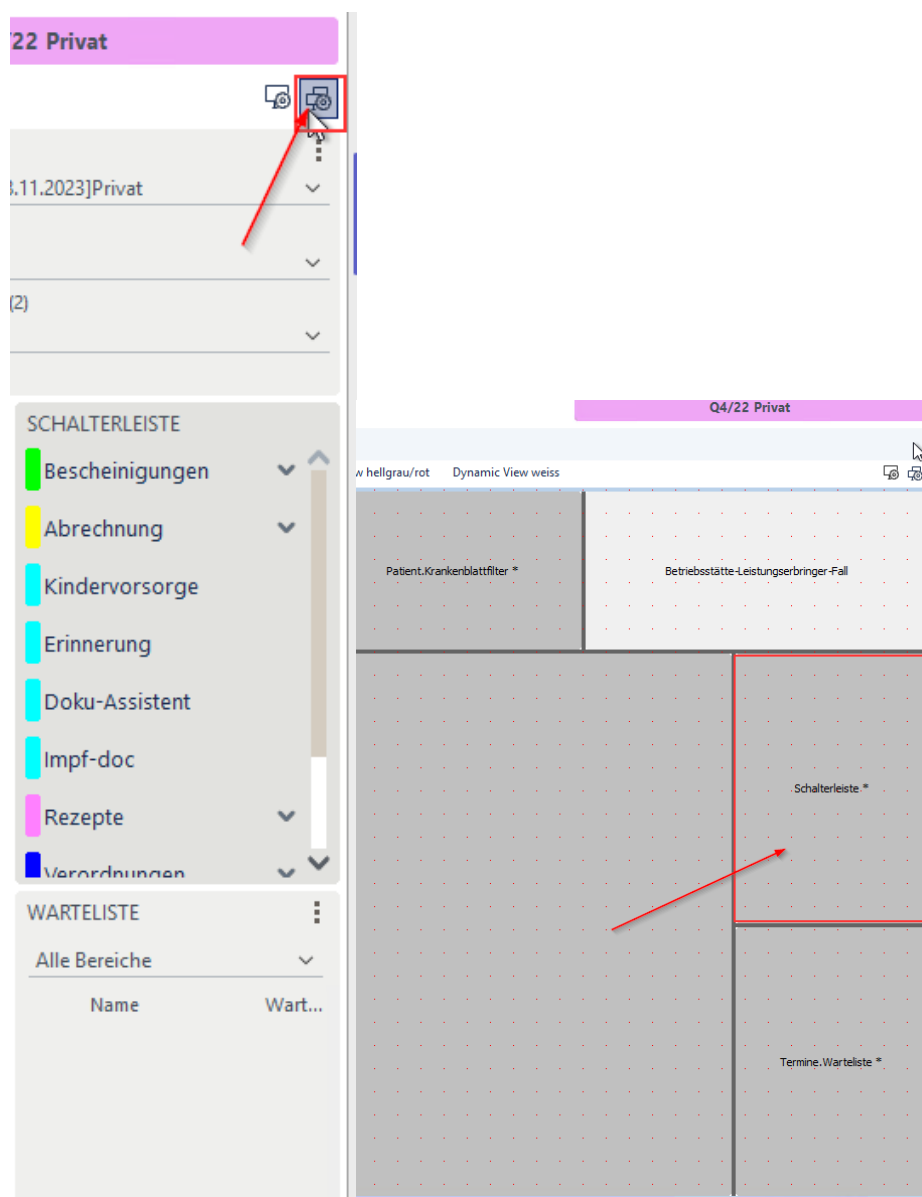 /22 Privat
.11.2023]Privat
(2)
SCHALTERLEISTE
Bescheinigungen
Abrechnung
Kindervorsorge
Erinnerung
Doku-Assistent
Impf-doc
Rezepte
Verordnungen
WARTELISTE
Alle Bereiche
Name Wart...
Q4/22 Privat
w hellgrau/rot Dynamic View weiss
Patient.Krankenblattfilter * Betriebsstätte-Leistungserbringer-Fall
Schalterleiste *
Termine.Warteliste *